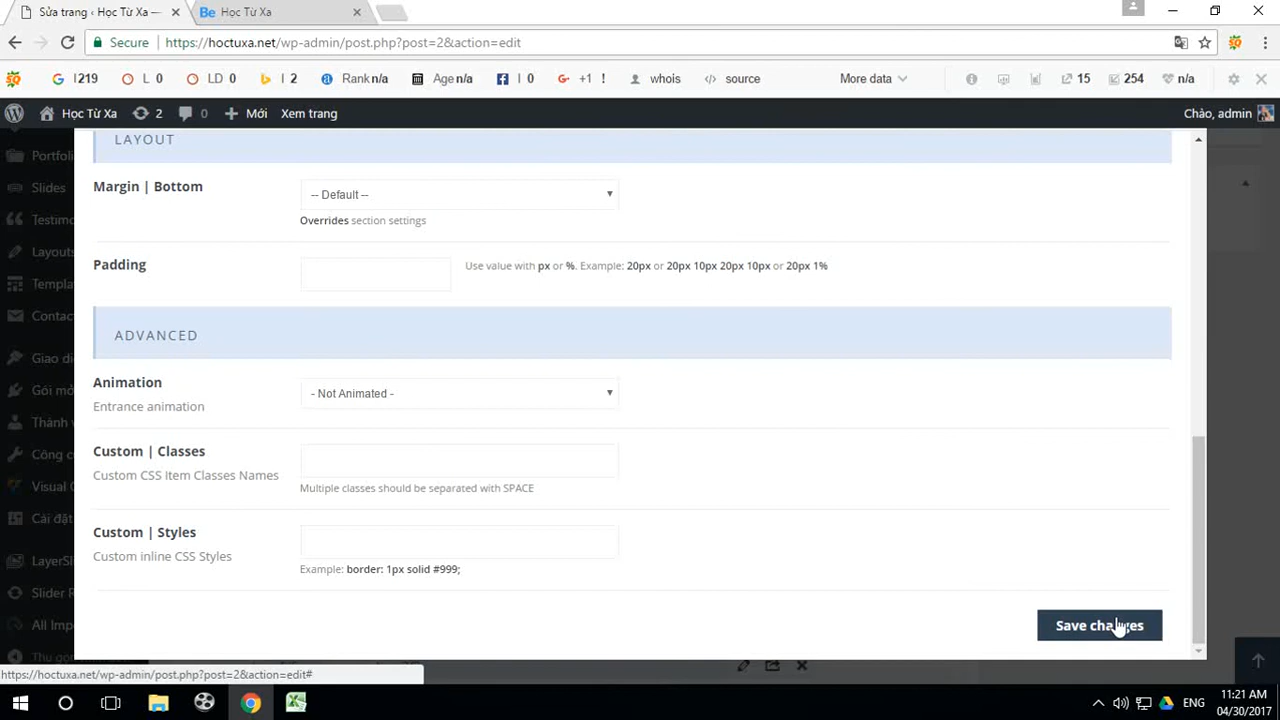 Sửa trang ‹ Học Từ Xa —
Be Học Từ Xa
Secure https://hoctuxa.net/wp-admin/post.php?post=2&action=edit
I 219
L 0
LD 0
I 2
Rank n/a
Age n/a
I 0
+1 !
whois
source
More data
15
254
n/a
Học Từ Xa
2
0
Mới
Xem trang
Chào, admin
Portfoli
Slides
Testimo
Layouts
Templa
Contac
Giao di
Gói mở
Thành
Công c
Visual
Cài đặt
LayerSl
Slider R
All Imp
Thu gọn
LAYOUT
Margin | Bottom
-- Default --
Overrides section settings
Padding
Use value with px or %. Example: 20px or 20px 10px 20px 10px or 20px 1%
ADVANCED
Animation
- Not Animated -
Entrance animation
Custom | Classes
Custom CSS Item Classes Names
Multiple classes should be separated with SPACE
Custom | Styles
Custom inline CSS Styles
Example: border: 1px solid #999;
Save changes
https://hoctuxa.net/wp-admin/post.php?post=2&action=edit#
ENG
11:21 AM
04/30/2017